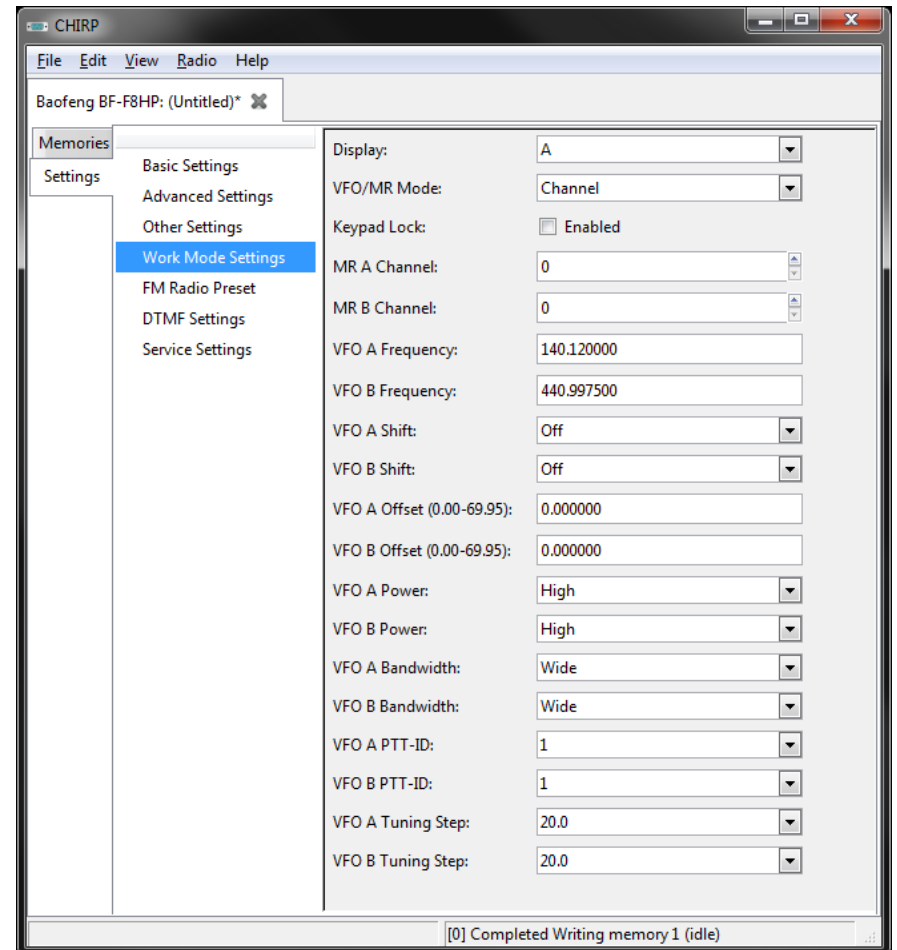 CHIRP
File Edit View Radio Help
Baofeng BF-F8HP: (Untitled)*
Memories
Settings
Basic Settings
Advanced Settings
Other Settings
Work Mode Settings
FM Radio Preset
DTMF Settings
Service Settings
Display: A
VFO/MR Mode: Channel
Keypad Lock: Enabled
MR A Channel: 0
MR B Channel: 0
VFO A Frequency: 140.120000
VFO B Frequency: 440.997500
VFO A Shift: Off
VFO B Shift: Off
VFO A Offset (0.00-69.95): 0.000000
VFO B Offset (0.00-69.95): 0.000000
VFO A Power: High
VFO B Power: High
VFO A Bandwidth: Wide
VFO B Bandwidth: Wide
VFO A PTT-ID: 1
VFO B PTT-ID: 1
VFO A Tuning Step: 20.0
VFO B Tuning Step: 20.0
[0] Completed Writing memory 1 (idle)